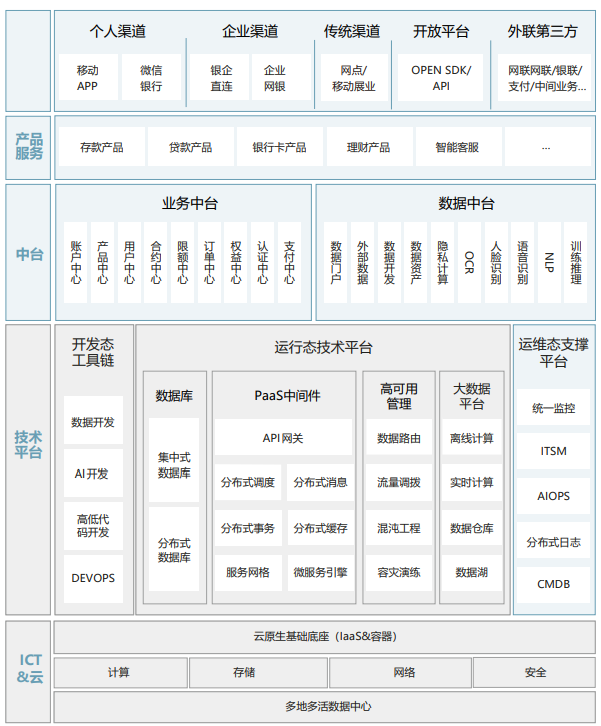 个人渠道
企业渠道
传统渠道
开放平台
外联第三方
移动
APP
微信
银行
银企
直连
企业
网银
网点/
移动展业
OPEN SDK/
API
网联网联/银联/
支付/中间业务...
产品
服务
存款产品
贷款产品
银行卡产品
理财产品
智能客服
...
中台
业务中台
账户中心
产品中心
用户中心
合约中心
限额中心
订单中心
权益中心
认证中心
支付中心
数据中台
数据门户
外部数据
数据开发
数据资产
隐私计算
OCR
人脸识别
语音识别
NLP
训练推理
技术
平台
开发态
工具链
数据开发
AI开发
高低代
码开发
DEVOPS
运行态技术平台
数据库
集中式
数据库
分布式
数据库
PaaS中间件
API网关
分布式调度
分布式消息
分布式事务
分布式缓存
服务网格
微服务引擎
高可用
管理
数据路由
流量调拨
混沌工程
容灾演练
大数据
平台
离线计算
实时计算
数据仓库
数据湖
运维态支撑
平台
统一监控
ITSM
AIOPS
分布式日志
CMDB
ICT
&云
云原生基础底座（IaaS&容器）
计算
存储
网络
安全
多地多活数据中心